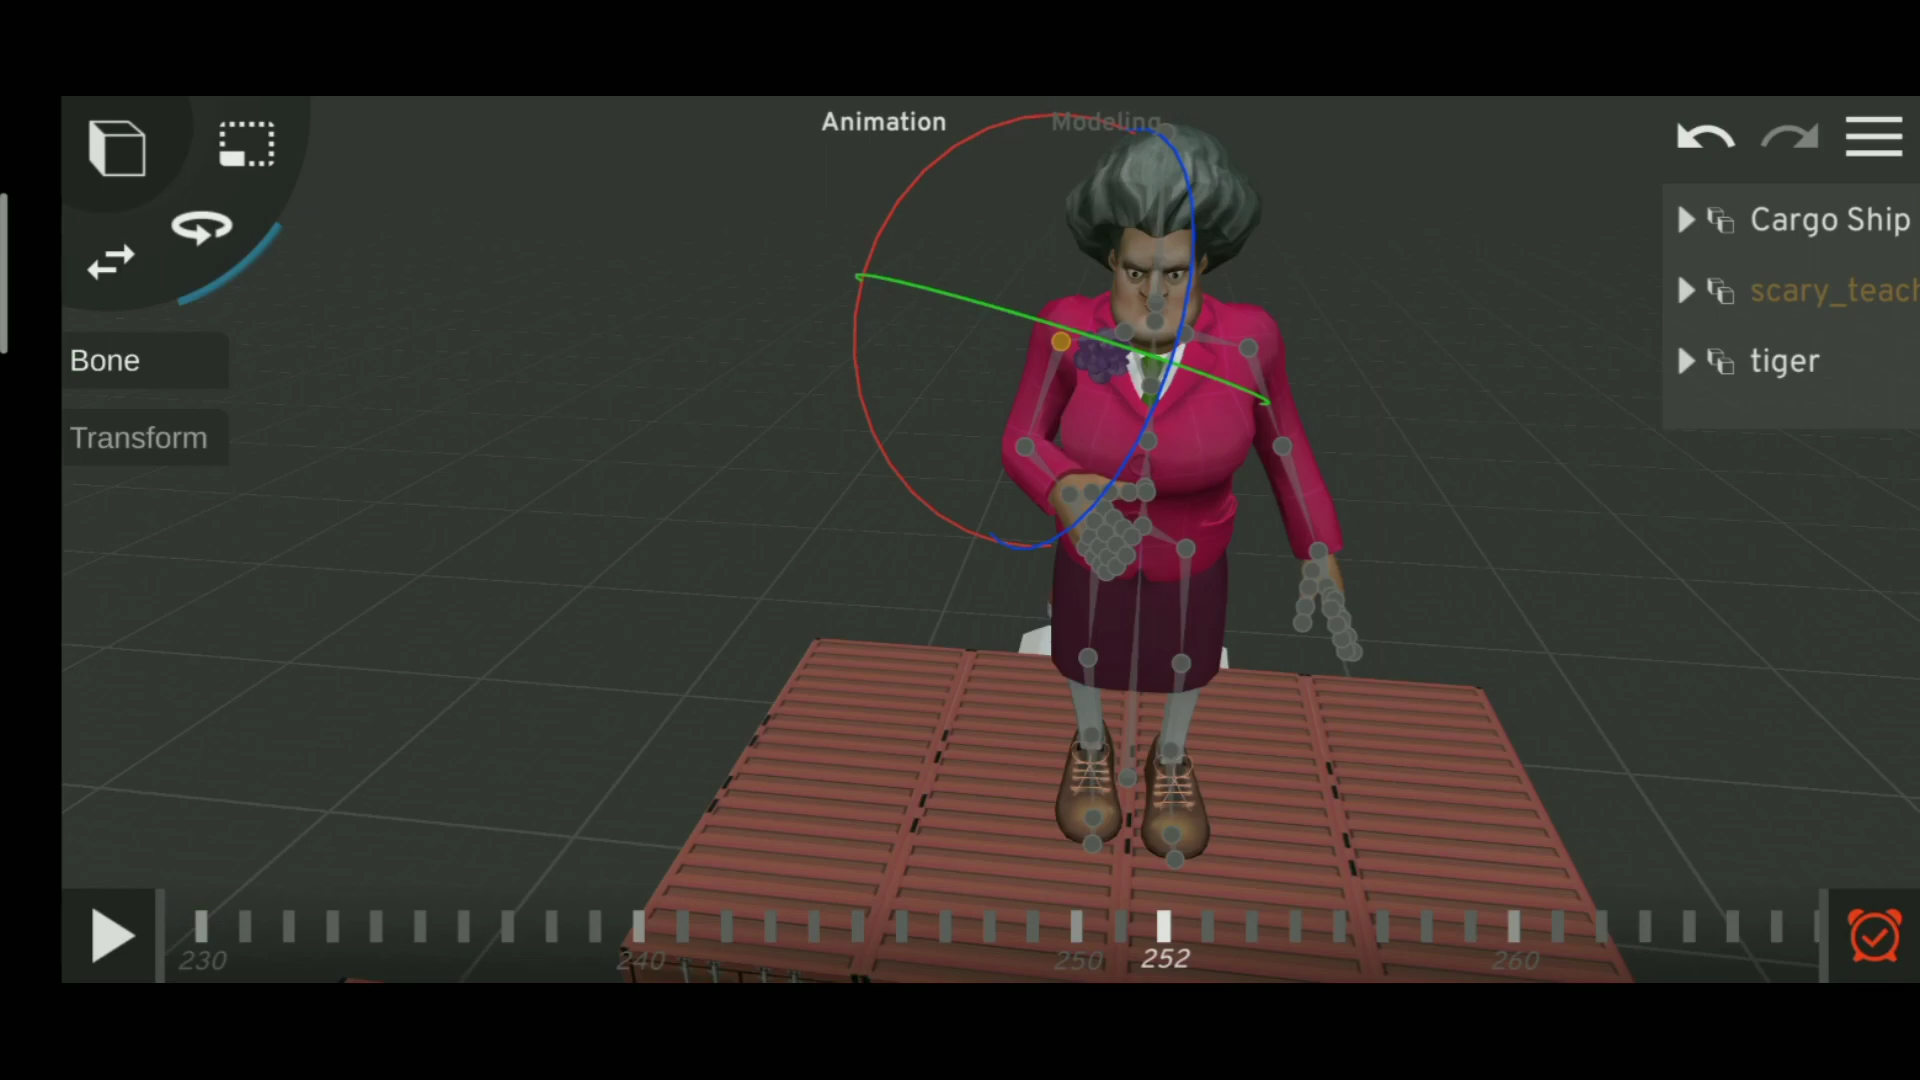 Animation
Modeling
Cargo Ship
scary_teach
tiger
Bone
Transform
230
240
250
252
260